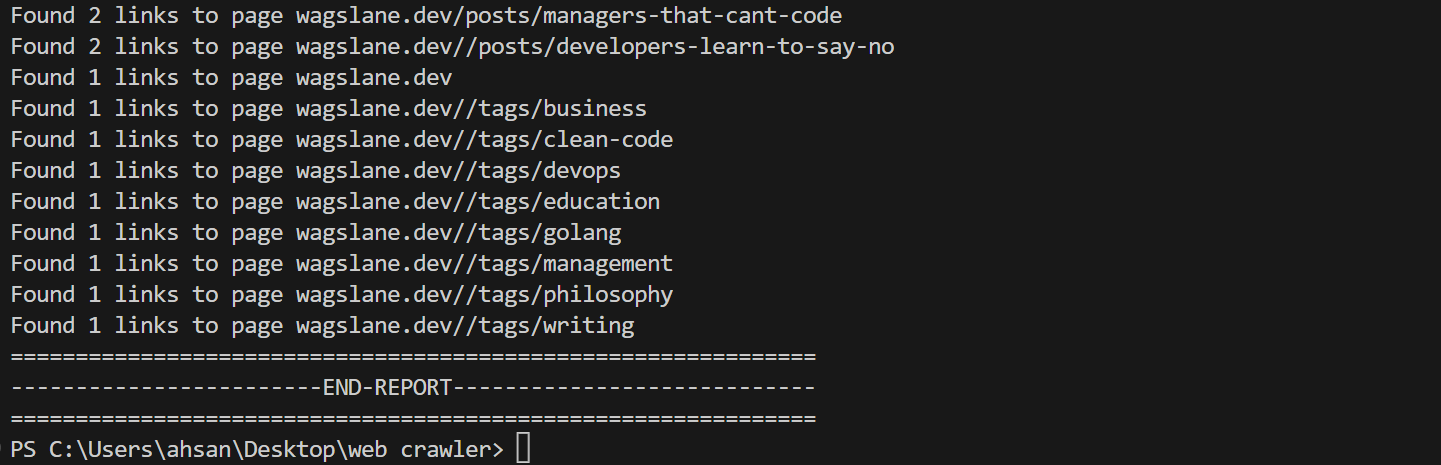 Found 2 links to page wagslane.dev/posts/managers-that-cant-code
Found 2 links to page wagslane.dev//posts/developers-learn-to-say-no
Found 1 links to page wagslane.dev
Found 1 links to page wagslane.dev//tags/business
Found 1 links to page wagslane.dev//tags/clean-code
Found 1 links to page wagslane.dev//tags/devops
Found 1 links to page wagslane.dev//tags/education
Found 1 links to page wagslane.dev//tags/golang
Found 1 links to page wagslane.dev//tags/management
Found 1 links to page wagslane.dev//tags/philosophy
Found 1 links to page wagslane.dev//tags/writing
==============================================================
------------------------END-REPORT----------------------------
==============================================================
PS C:\Users\ahsan\Desktop\web crawler>